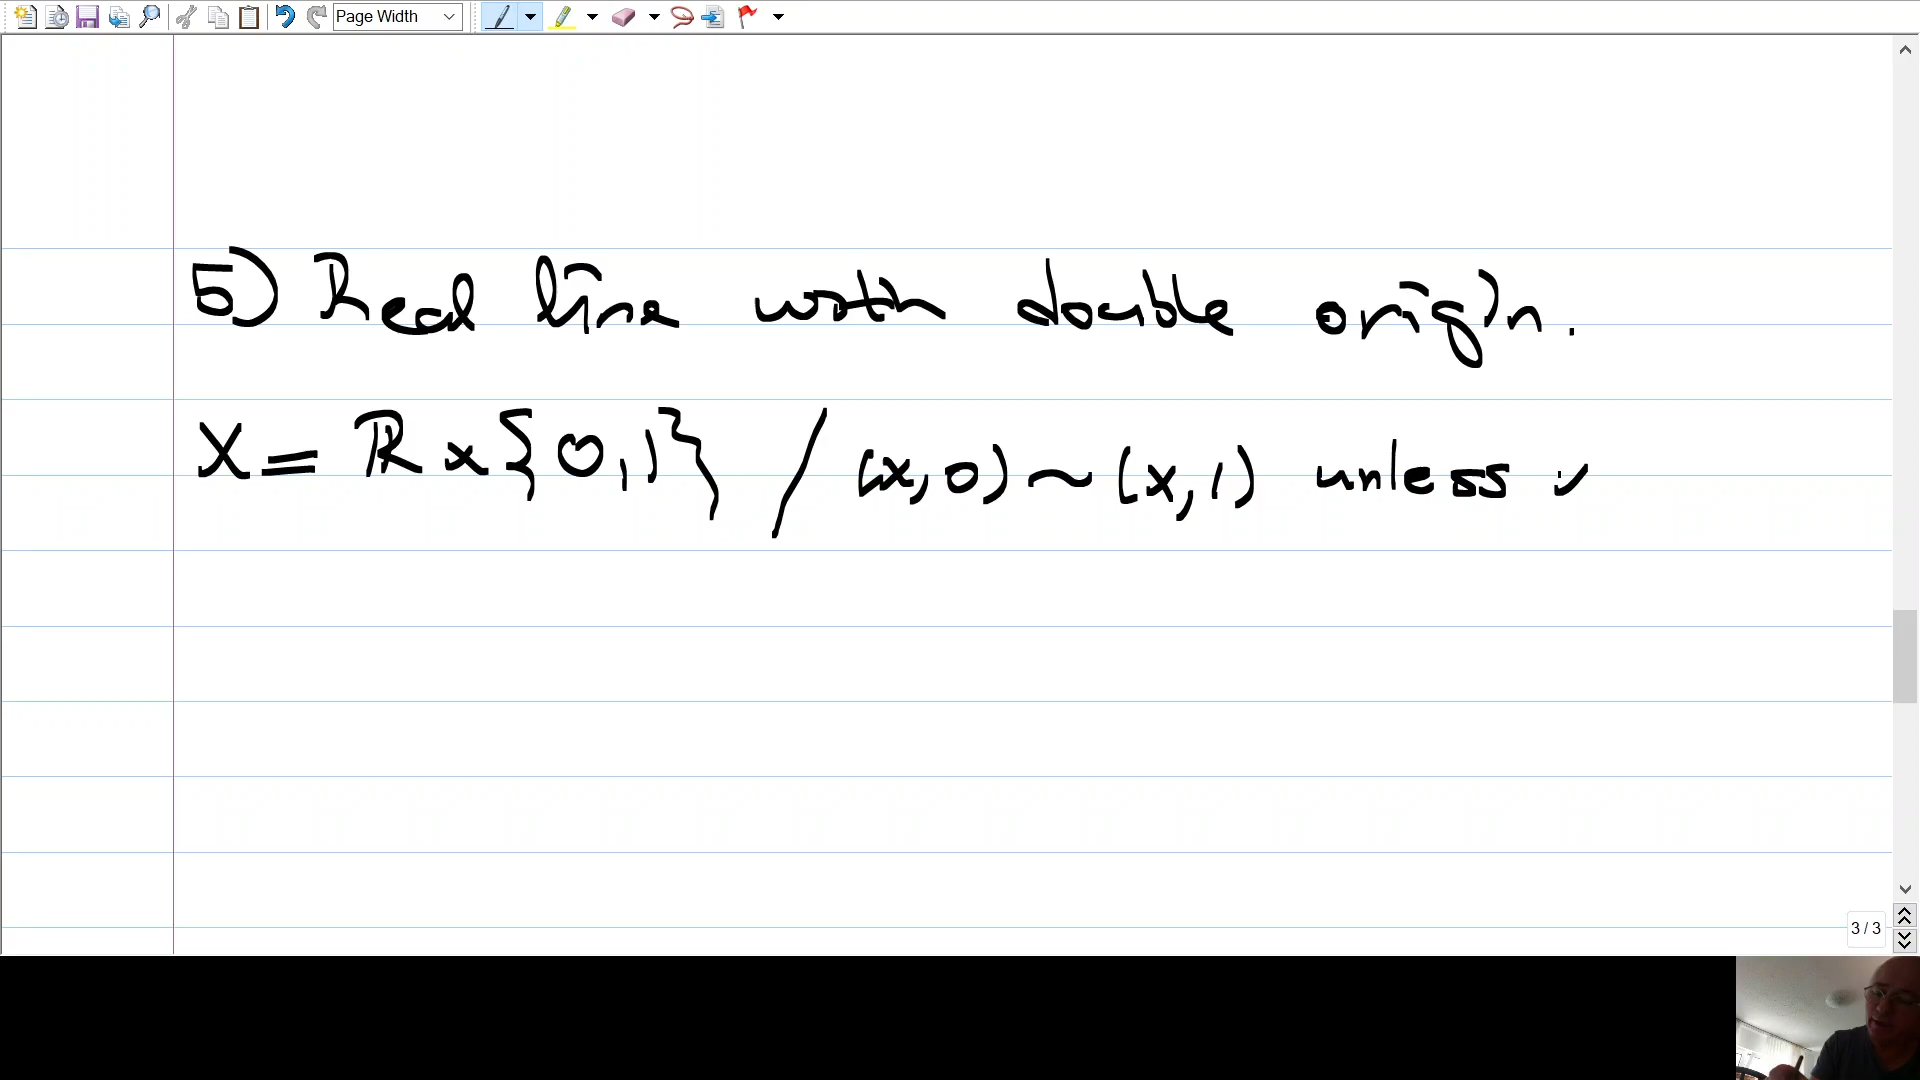 Page Width
5) Real line with double origin.
X = ℝ × {0,1} / (x,0) ~ (x,1) unless
3 / 3